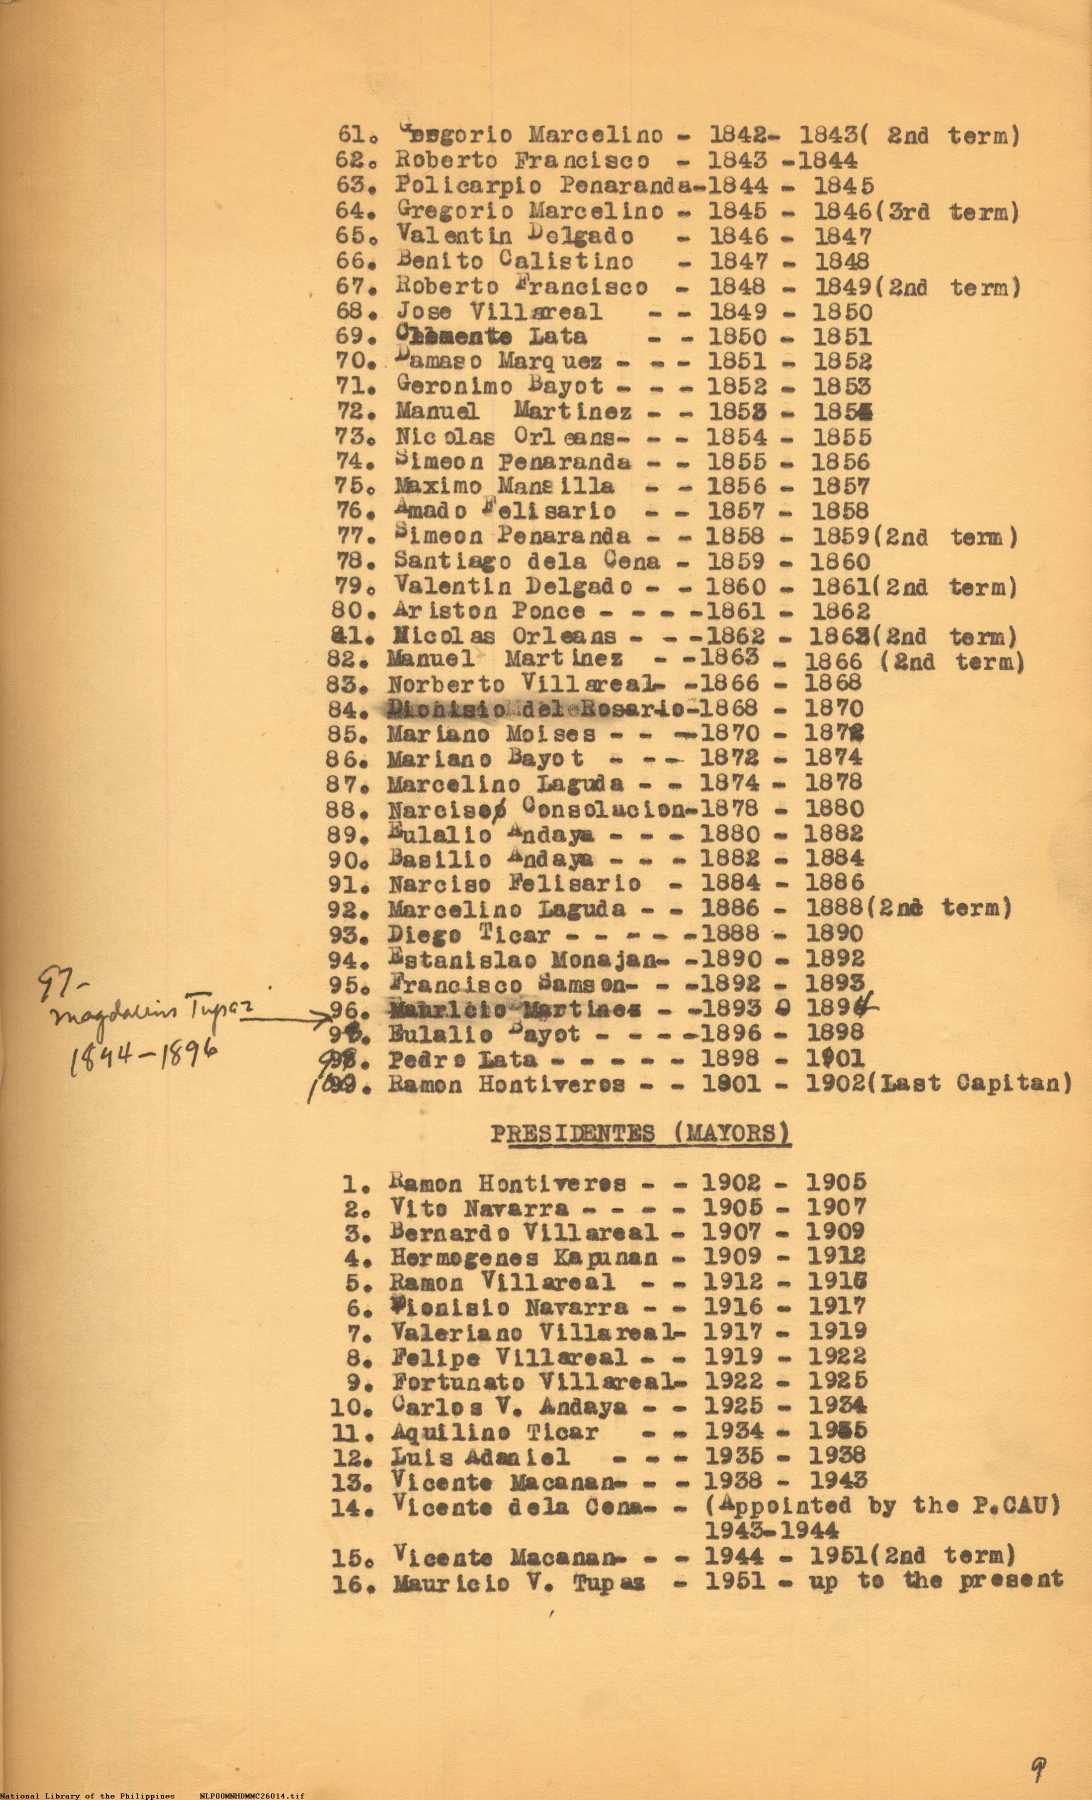 61. Gregorio Marcelino - 1842- 1843( 2nd term)
62. Roberto Francisco - 1843 -1844
63. Policarpio Penaranda-1844 - 1845
64. Gregorio Marcelino - 1845 - 1846(3rd term)
65. Valentin Delgado - 1846 - 1847
66. Benito Calistino - 1847 - 1848
67. Roberto Francisco - 1848 - 1849(2nd term)
68. Jose Villareal - - 1849 - 1850
69. Clemente Lata - - 1850 - 1851
70. Damaso Marquez - - - 1851 - 1852
71. Geronimo Bayot - - - 1852 - 1853
72. Manuel Martinez - - 1853 - 1854
73. Nicolas Orleans- - - 1854 - 1855
74. Simeon Penaranda - - 1855 - 1856
75. Maximo Mansilla - - 1856 - 1857
76. Amado Felisario - - 1857 - 1858
77. Simeon Penaranda - - 1858 - 1859(2nd term)
78. Santiago dela Cena - 1859 - 1860
79. Valentin Delgado - - 1860 - 1861(2nd term)
80. Ariston Ponce - - - -1861 - 1862
81. Nicolas Orleans - - -1862 - 1863(2nd term)
82. Manuel Martinez - -1863 - 1866 (2nd term)
83. Norberto Villareal- -1866 - 1868
84. Dionisio del Rosario-1868 - 1870
85. Mariano Moises - - -1870 - 1872
86. Mariano Bayot - - - 1872 - 1874
87. Marcelino Laguda - - 1874 - 1878
88. Narciso Consolacion-1878 - 1880
89. Eulalio Andaya - - - 1880 - 1882
90. Basilio Andaya - - - 1882 - 1884
91. Narciso Felisario - 1884 - 1886
92. Marcelino Laguda - - 1886 - 1888(2nd term)
93. Diego Ticar - - - - -1888 - 1890
94. Estanislao Monajan- -1890 - 1892
95. Francisco Samson- - -1892 - 1893
96. Mauricio Martinez - -1893 0 1894
97-
Magdalins Tupaz
1894-1896
98. Eulalio Bayot - - - -1896 - 1898
99. Pedro Lata - - - - - 1898 - 1901
100. Ramon Hontiveros - - 1901 - 1902(Last Capitan)
PRESIDENTES (MAYORS)
1. Ramon Hontiveros - - 1902 - 1905
2. Vito Navarra - - - - 1905 - 1907
3. Bernardo Villareal - 1907 - 1909
4. Hermogenes Kapunan - 1909 - 1912
5. Ramon Villareal - - 1912 - 1916
6. Dionisio Navarra - - 1916 - 1917
7. Valeriano Villareal- 1917 - 1919
8. Felipe Villareal - - 1919 - 1922
9. Fortunato Villareal- 1922 - 1925
10. Carlos V. Andaya - - 1925 - 1934
11. Aquilino Ticar - - 1934 - 1935
12. Luis Adaniel - - - 1935 - 1938
13. Vicente Macanan- - - 1938 - 1943
14. Vicente dela Cena- - (Appointed by the P.CAU)
1943-1944
15. Vicente Macanan- - - 1944 - 1951(2nd term)
16. Mauricio V. Tupaz - 1951 - up to the present
9
National Library of the Philippines NLPOOMNHDMMC26014.tif